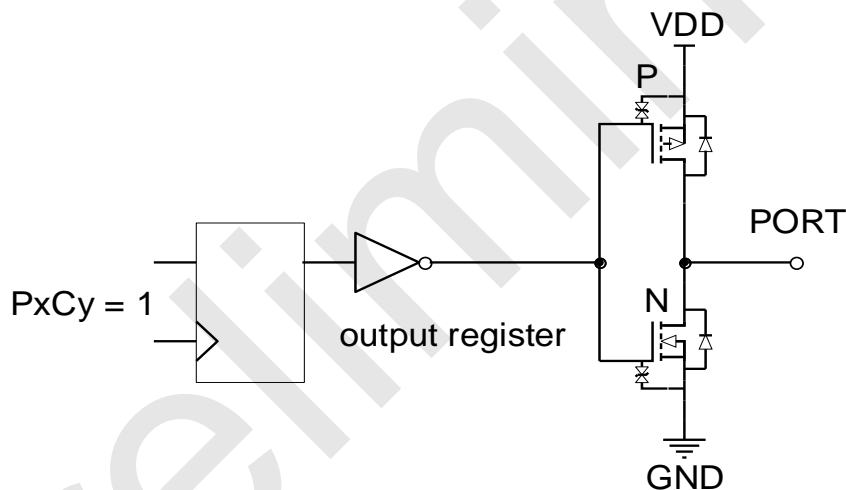 VDD
P
PORT
PxCy = 1
N
output register
GND